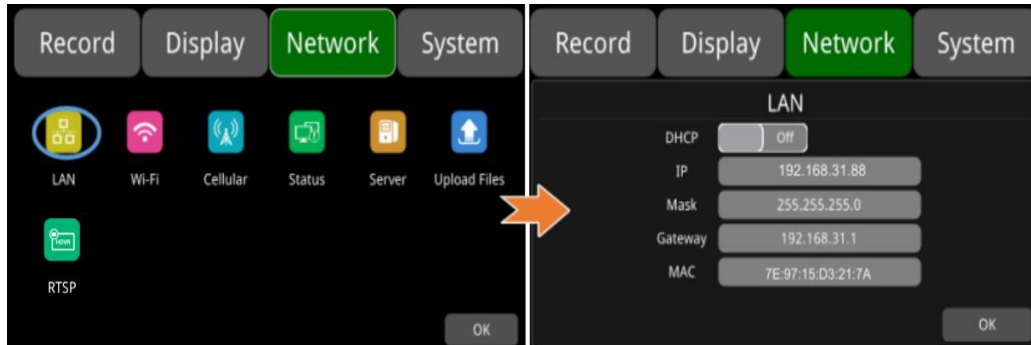 Record Display Network System
LAN Wi-Fi Cellular Status Server Upload Files
HDVR
RTSP
OK
Record Display Network System
LAN
DHCP Off
IP 192.168.31.88
Mask 255.255.255.0
Gateway 192.168.31.1
MAC 7E:97:15:D3:21:7A
OK